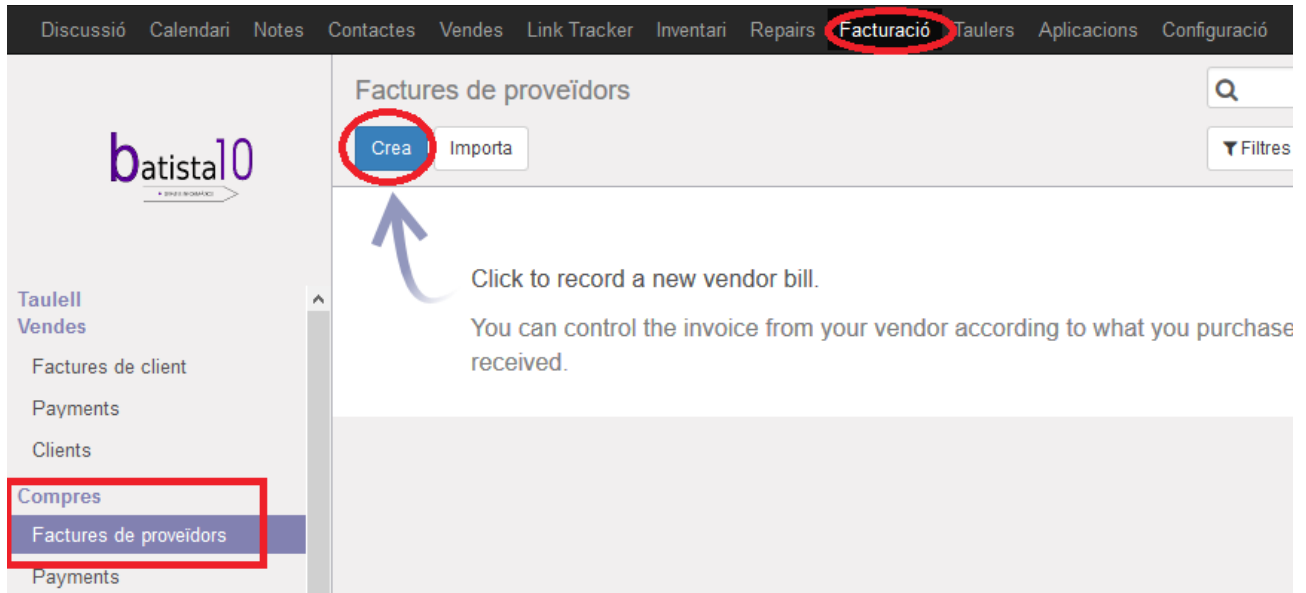 Discussió Calendari Notes Contactes Vendes Link Tracker Inventari Repairs Facturació Taulers Aplicacions Configuració
Factures de proveïdors
Crea Importa Filtres
batista10
Click to record a new vendor bill.
You can control the invoice from your vendor according to what you purchase
received.
Taulell
Vendes
Factures de client
Payments
Clients
Compres
Factures de proveïdors
Payments